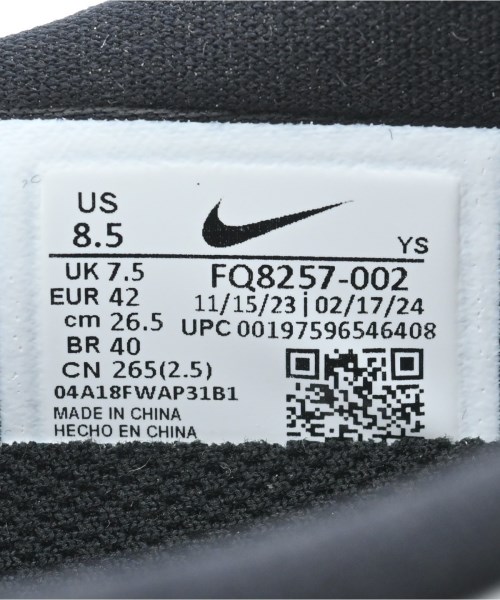 US
8.5
YS
UK 7.5
EUR 42
cm 26.5
BR 40
CN 265(2.5)
04A18FWAP31B1
MADE IN CHINA
HECHO EN CHINA
FQ8257-002
11/15/23 | 02/17/24
UPC 00197596546408